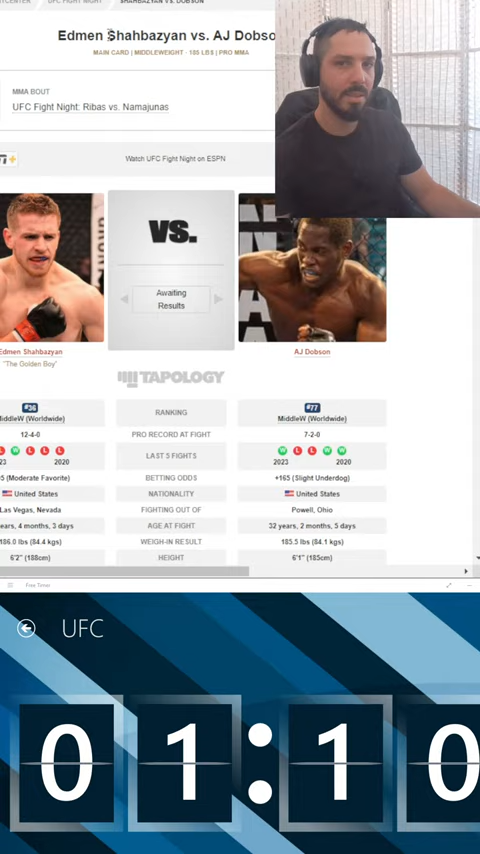 SHAHBAZYAN VS. DOBSON
Edmen Shahbazyan vs. AJ Dobso
MAIN CARD | MIDDLEWEIGHT · 185 LBS | PRO MMA
MMA BOUT
UFC Fight Night: Ribas vs. Namajunas
Watch UFC Fight Night on ESPN
VS.
Awaiting
Results
Edmen Shahbazyan
AJ Dobson
"The Golden Boy"
TAPOLOGY
#36
RANKING
#77
MiddleW (Worldwide)
MiddleW (Worldwide)
12-4-0
PRO RECORD AT FIGHT
7-2-0
L W L L L
LAST 5 FIGHTS
W L L W W
23
2020
2023
2020
5 (Moderate Favorite)
BETTING ODDS
+165 (Slight Underdog)
United States
NATIONALITY
United States
Las Vegas, Nevada
FIGHTING OUT OF
Powell, Ohio
ears, 4 months, 3 days
AGE AT FIGHT
32 years, 2 months, 5 days
186.0 lbs (84.4 kgs)
WEIGH-IN RESULT
185.5 lbs (84.1 kgs)
6'2" (188cm)
HEIGHT
6'1" (185cm)
Free Timer
UFC
01:10